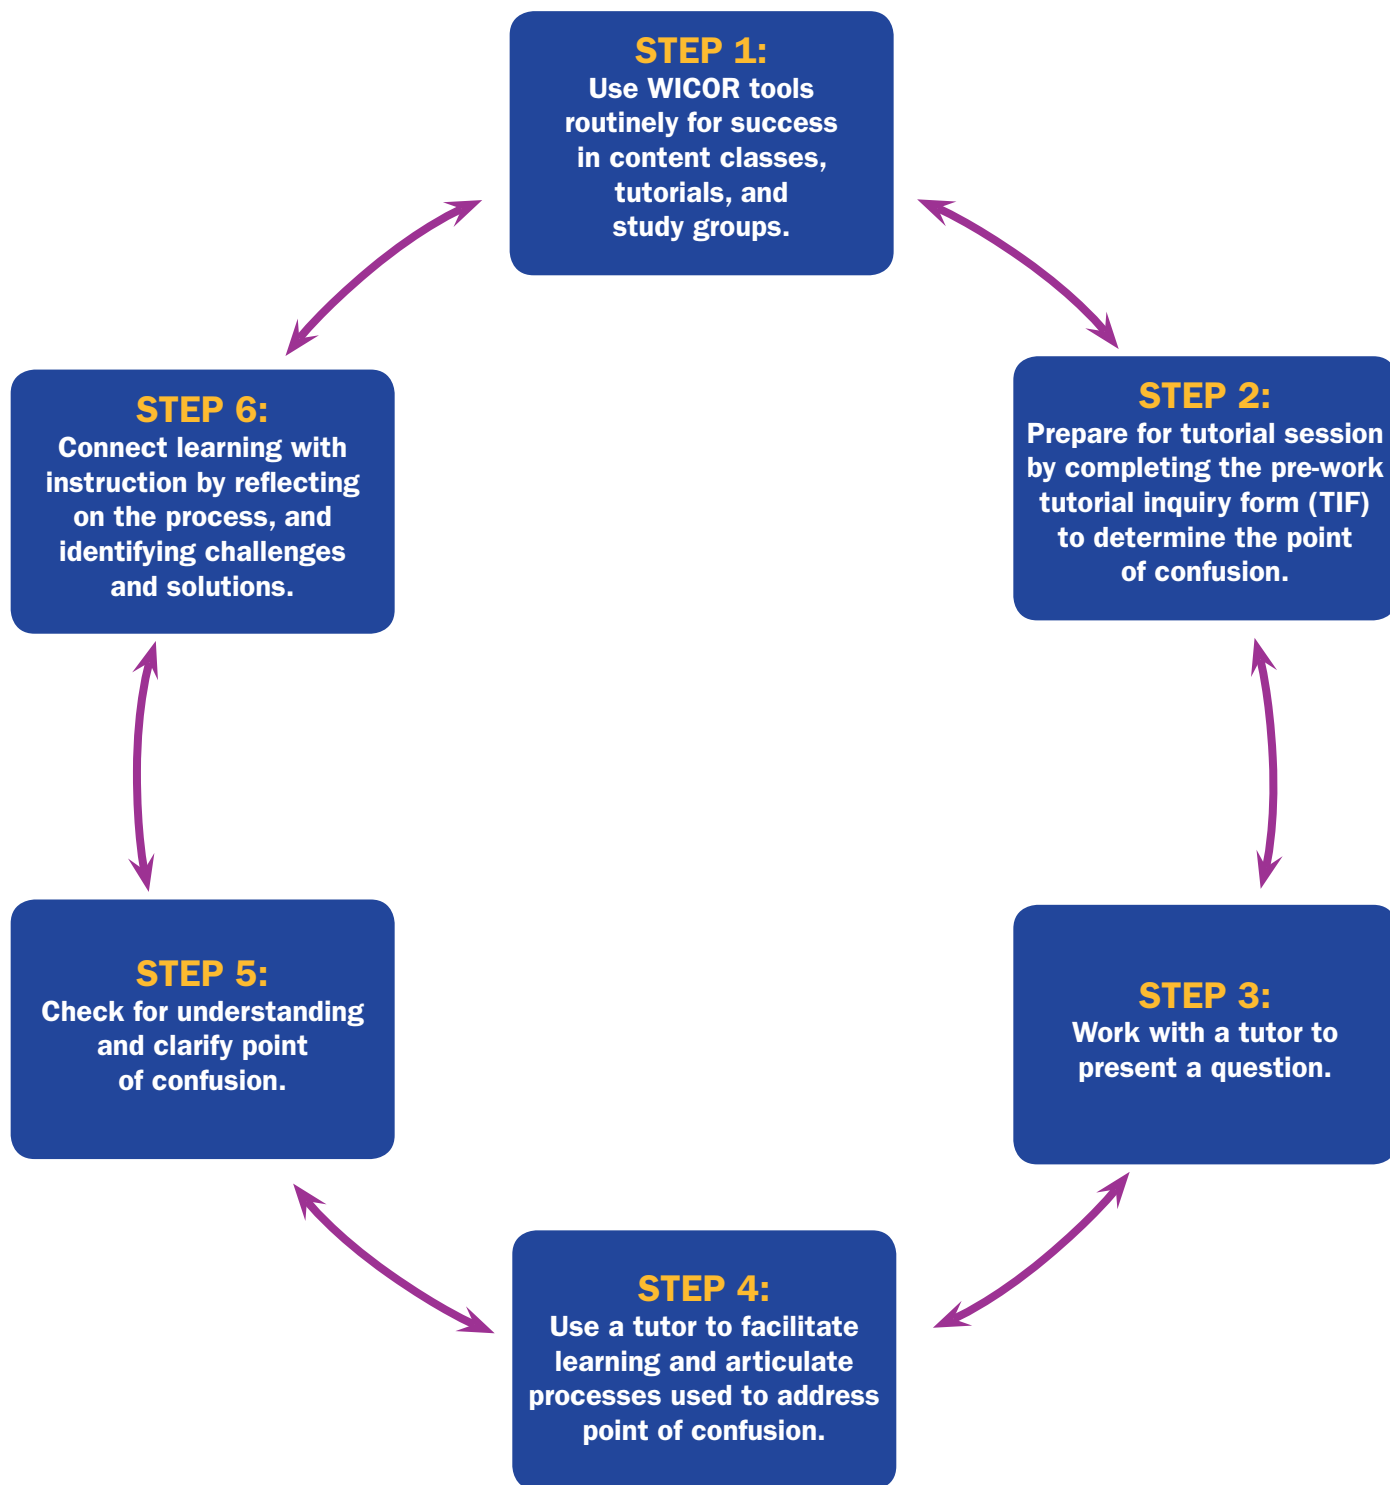 STEP 1:
Use WICOR tools
routinely for success
in content classes,
tutorials, and
study groups.
STEP 2:
Prepare for tutorial session
by completing the pre-work
tutorial inquiry form (TIF)
to determine the point
of confusion.
STEP 3:
Work with a tutor to
present a question.
STEP 4:
Use a tutor to facilitate
learning and articulate
processes used to address
point of confusion.
STEP 5:
Check for understanding
and clarify point
of confusion.
STEP 6:
Connect learning with
instruction by reflecting
on the process, and
identifying challenges
and solutions.